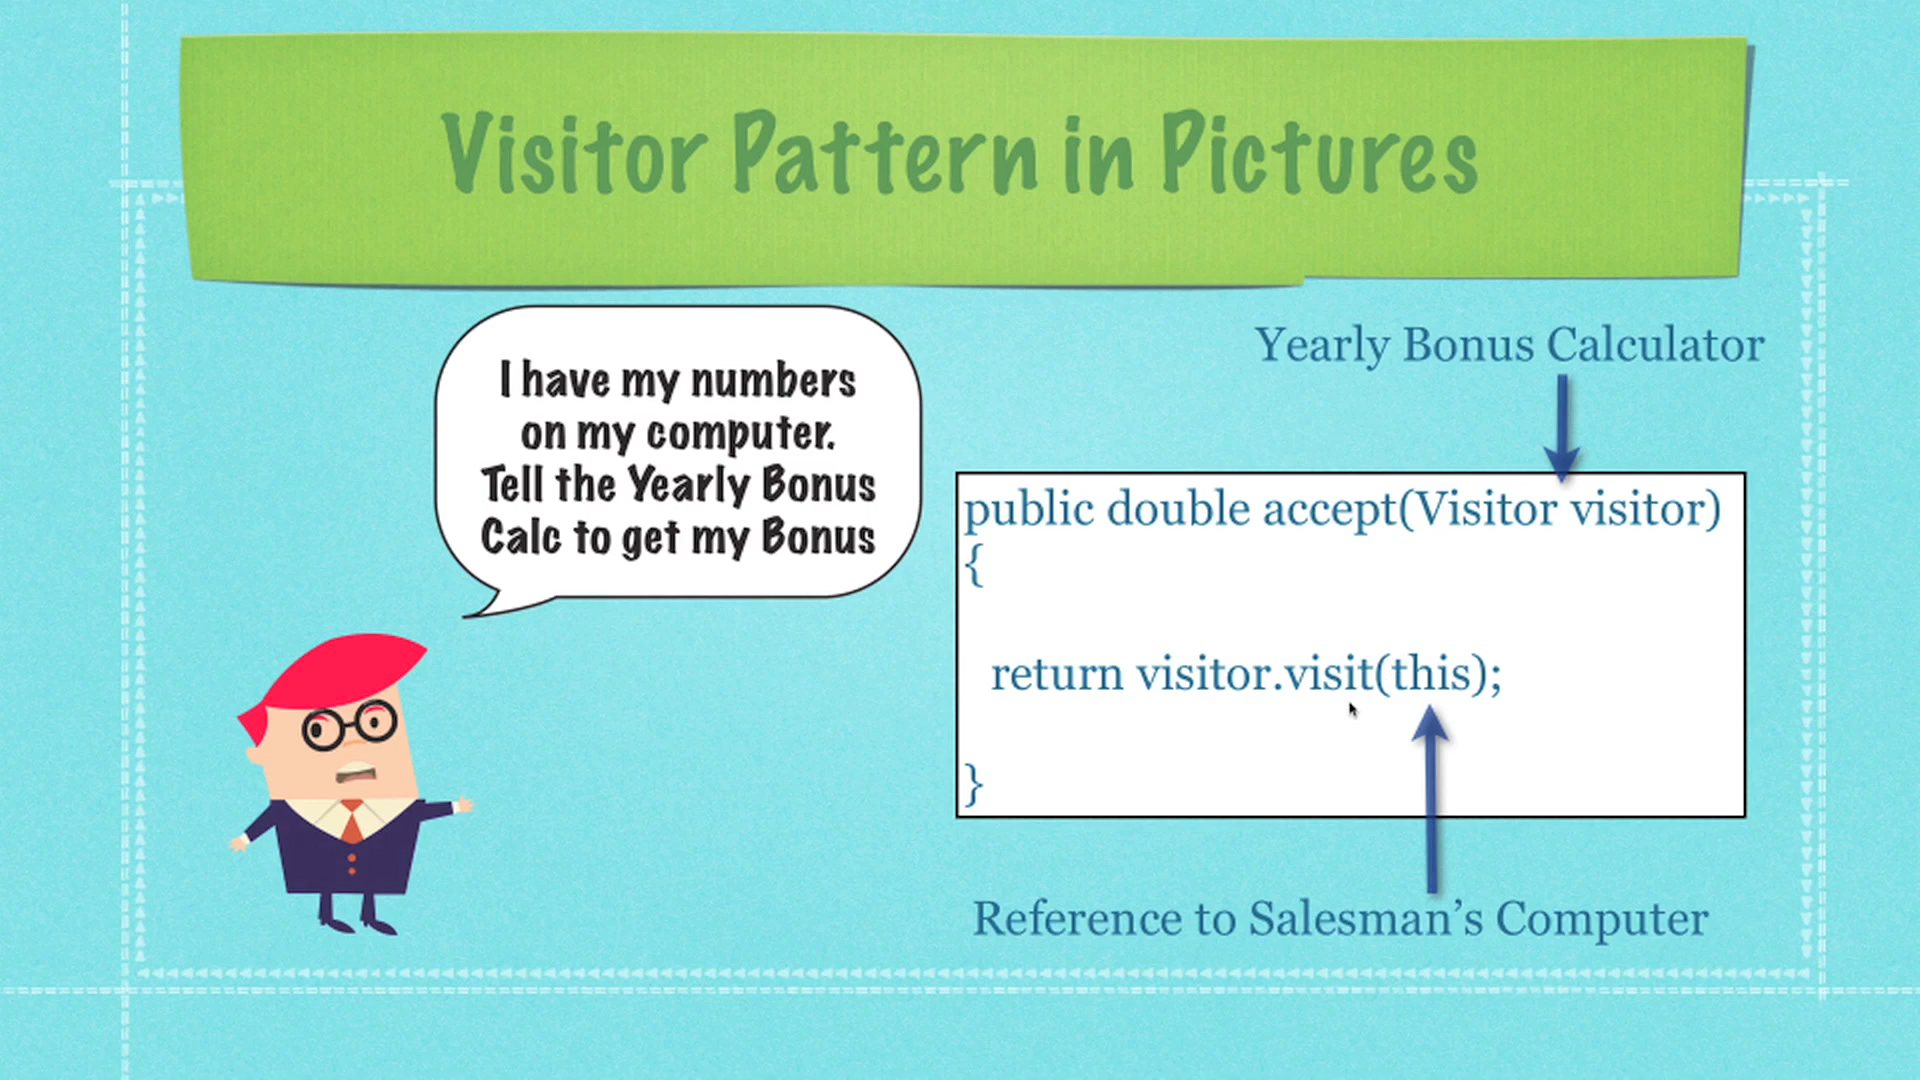 Visitor Pattern in Pictures
I have my numbers
on my computer.
Tell the Yearly Bonus
Calc to get my Bonus
Yearly Bonus Calculator
public double accept(Visitor visitor)
{
return visitor.visit(this);
}
Reference to Salesman’s Computer